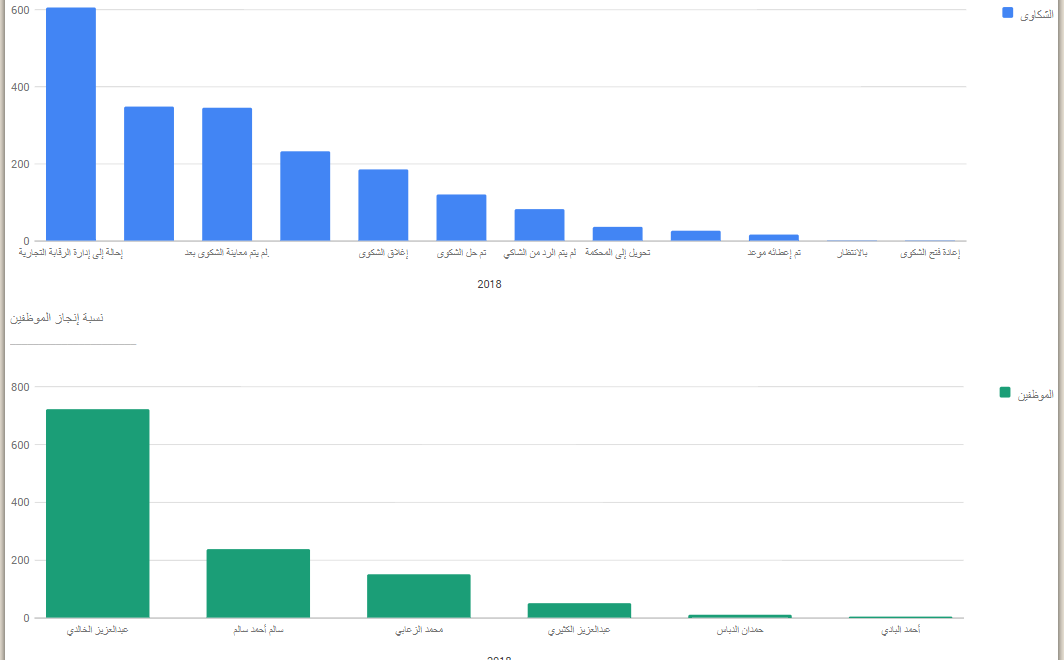 600
الشكاوى
400
200
0
إحالة إلى إدارة الرقابة التجارية
لم يتم معاينة الشكوى بعد.
إغلاق الشكوى
تم حل الشكوى
لم يتم الرد من الشاكي
تحويل إلى المحكمة
تم إعطائه موعد
بالانتظار
إعادة فتح الشكوى
2018
نسبة إنجاز الموظفين
800
الموظفين
600
400
200
0
عبدالعزيز الخالدي
سالم أحمد سالم
محمد الزعابي
عبدالعزيز الكثيري
حمدان الدباس
أحمد البادي
2018